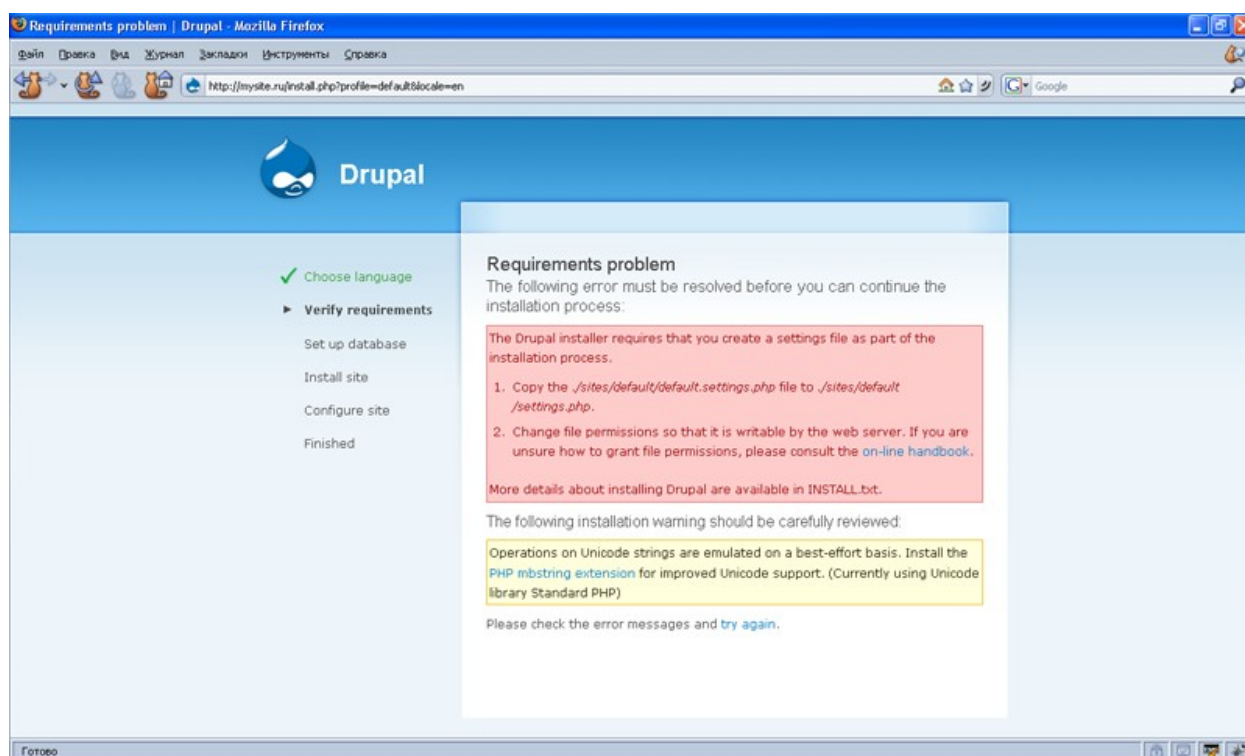 Requirements problem | Drupal - Mozilla Firefox
Файл Правка Вид Журнал Закладки Инструменты Справка
http://mysite.ru/install.php?profile=default&locale=en
Google
Drupal
Choose language
Verify requirements
Set up database
Install site
Configure site
Finished
Requirements problem
The following error must be resolved before you can continue the
installation process:
The Drupal installer requires that you create a settings file as part of the
installation process.
1. Copy the ./sites/default/default.settings.php file to ./sites/default
/settings.php.
2. Change file permissions so that it is writable by the web server. If you are
unsure how to grant file permissions, please consult the on-line handbook.
More details about installing Drupal are available in INSTALL.txt.
The following installation warning should be carefully reviewed:
Operations on Unicode strings are emulated on a best-effort basis. Install the
PHP mbstring extension for improved Unicode support. (Currently using Unicode
library Standard PHP)
Please check the error messages and try again.
Готово